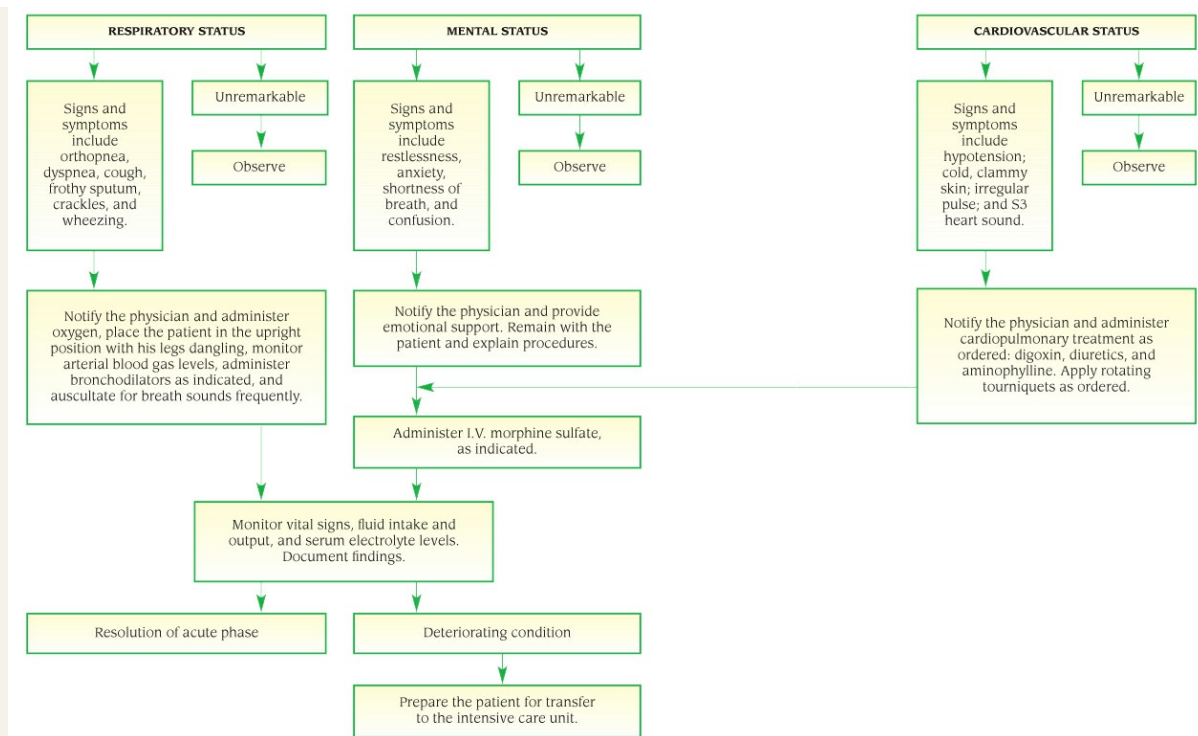 RESPIRATORY STATUS
Signs and
symptoms
include
orthopnea,
dyspnea, cough,
frothy sputum,
crackles, and
wheezing.
Unremarkable
Observe
Notify the physician and administer
oxygen, place the patient in the upright
position with his legs dangling, monitor
arterial blood gas levels, administer
bronchodilators as indicated, and
auscultate for breath sounds frequently.
MENTAL STATUS
Signs and
symptoms
include
restlessness,
anxiety,
shortness of
breath, and
confusion.
Unremarkable
Observe
Notify the physician and provide
emotional support. Remain with the
patient and explain procedures.
CARDIOVASCULAR STATUS
Signs and
symptoms
include
hypotension;
cold, clammy
skin; irregular
pulse; and S3
heart sound.
Unremarkable
Observe
Notify the physician and administer
cardiopulmonary treatment as
ordered: digoxin, diuretics, and
aminophylline. Apply rotating
tourniquets as ordered.
Administer I.V. morphine sulfate,
as indicated.
Monitor vital signs, fluid intake and
output, and serum electrolyte levels.
Document findings.
Resolution of acute phase
Deteriorating condition
Prepare the patient for transfer
to the intensive care unit.